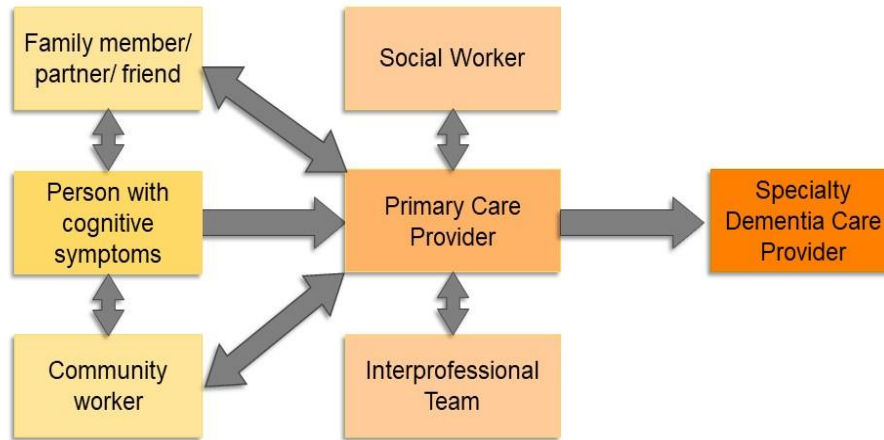 Family member/
partner/ friend
Social Worker
Person with
cognitive
symptoms
Primary Care
Provider
Specialty
Dementia Care
Provider
Community
worker
Interprofessional
Team